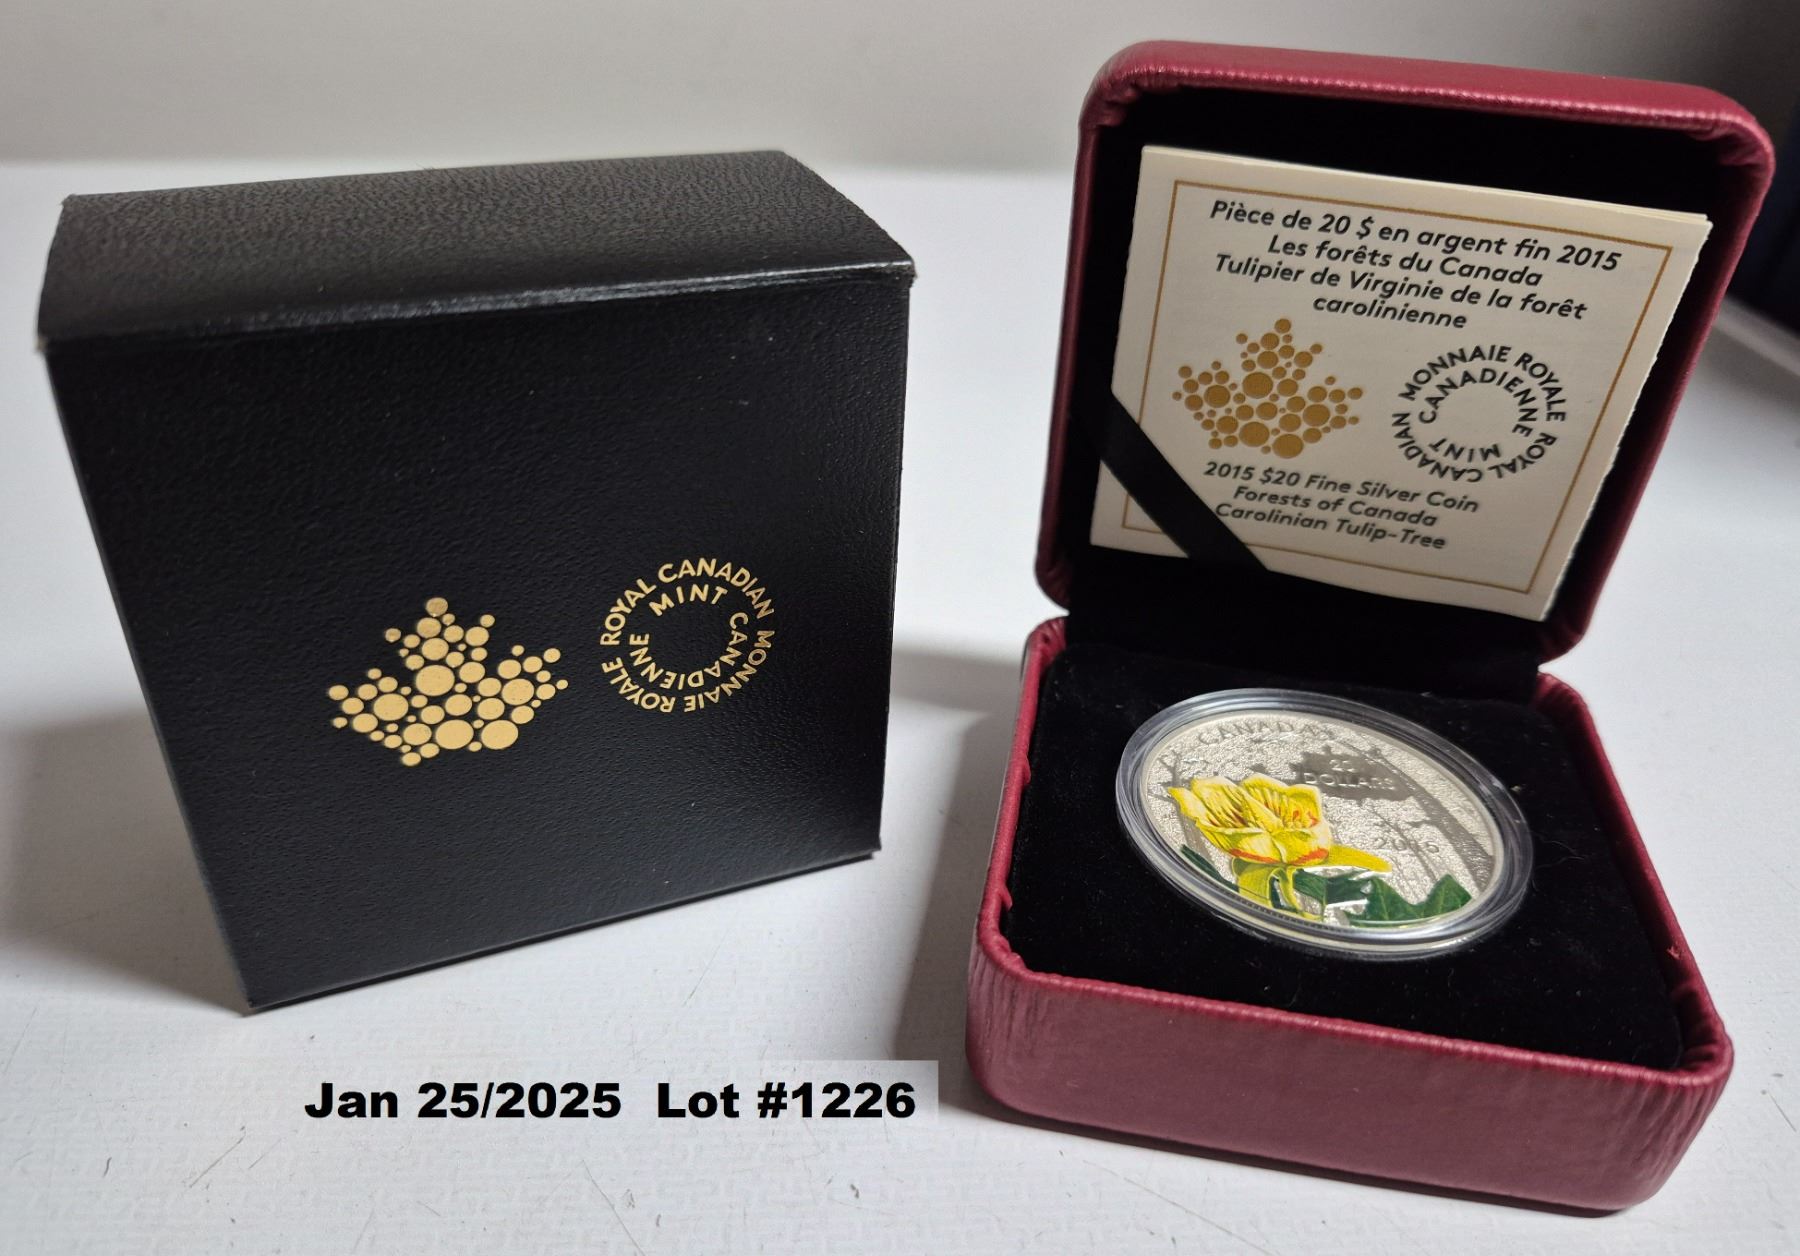 ROYAL CANADIAN MINT
MONNAIE ROYALE CANADIENNE
Pièce de 20 $ en argent fin 2015
Les forêts du Canada
Tulipier de Virginie de la forêt
carolinienne
MONNAIE ROYALE CANADIENNE
ROYAL CANADIAN MINT
2015 $20 Fine Silver Coin
Forests of Canada
Carolinian Tulip-Tree
CANADA
DOLLARS
Jan 25/2025 Lot #1226